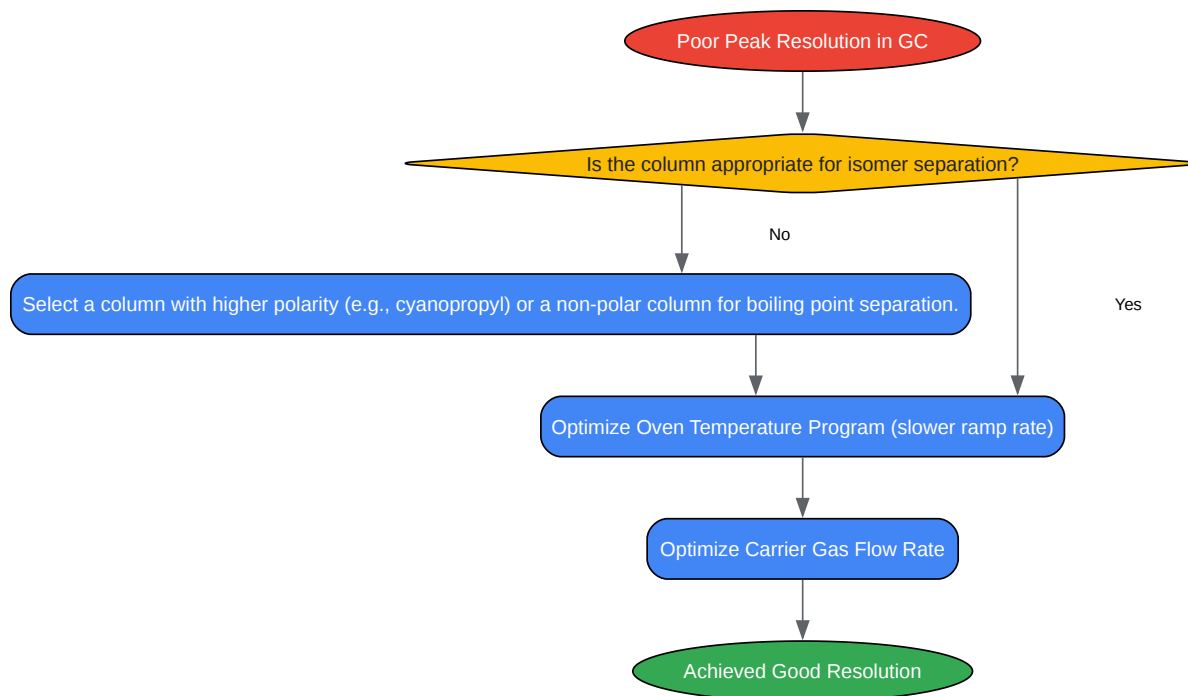 Poor Peak Resolution in GC
Is the column appropriate for isomer separation?
No
Select a column with higher polarity (e.g., cyanopropyl) or a non-polar column for boiling point separation.
Yes
Optimize Oven Temperature Program (slower ramp rate)
Optimize Carrier Gas Flow Rate
Achieved Good Resolution